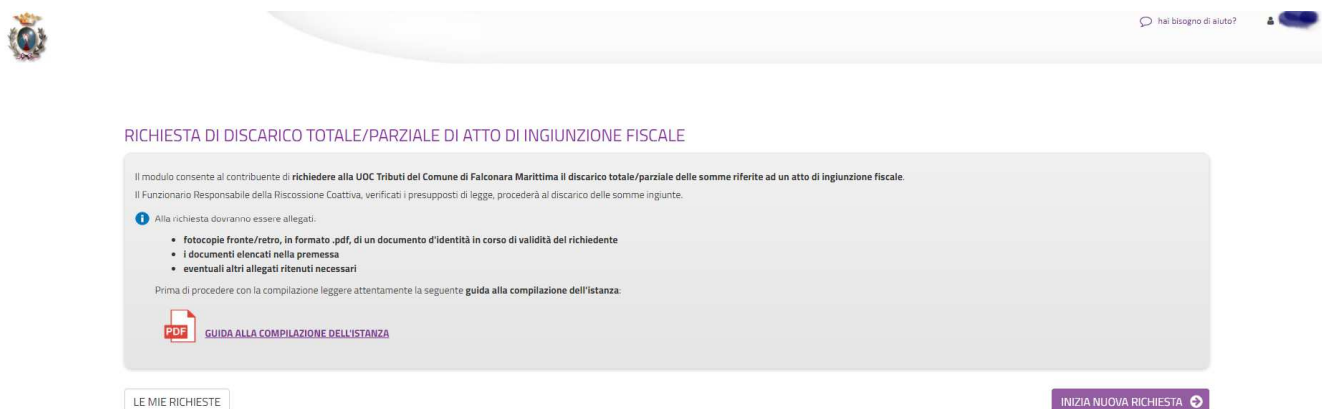 hai bisogno di aiuto?
RICHIESTA DI DISCARICO TOTALE/PARZIALE DI ATTO DI INGIUNZIONE FISCALE
Il modulo consente al contribuente di richiedere alla UOC Tributi del Comune di Falconara Marittima il discarico totale/parziale delle somme riferite ad un atto di ingiunzione fiscale.
Il Funzionario Responsabile della Riscossione Coattiva, verificati i presupposti di legge, procederà al discarico delle somme ingiunte.
Alla richiesta dovranno essere allegati.
• fotocopie fronte/retro, in formato .pdf, di un documento d'identità in corso di validità del richiedente
• i documenti elencati nella premessa
• eventuali altri allegati ritenuti necessari
Prima di procedere con la compilazione leggere attentamente la seguente guida alla compilazione dell'istanza:
PDF GUIDA ALLA COMPILAZIONE DELL'ISTANZA
LE MIE RICHIESTE
INIZIA NUOVA RICHIESTA